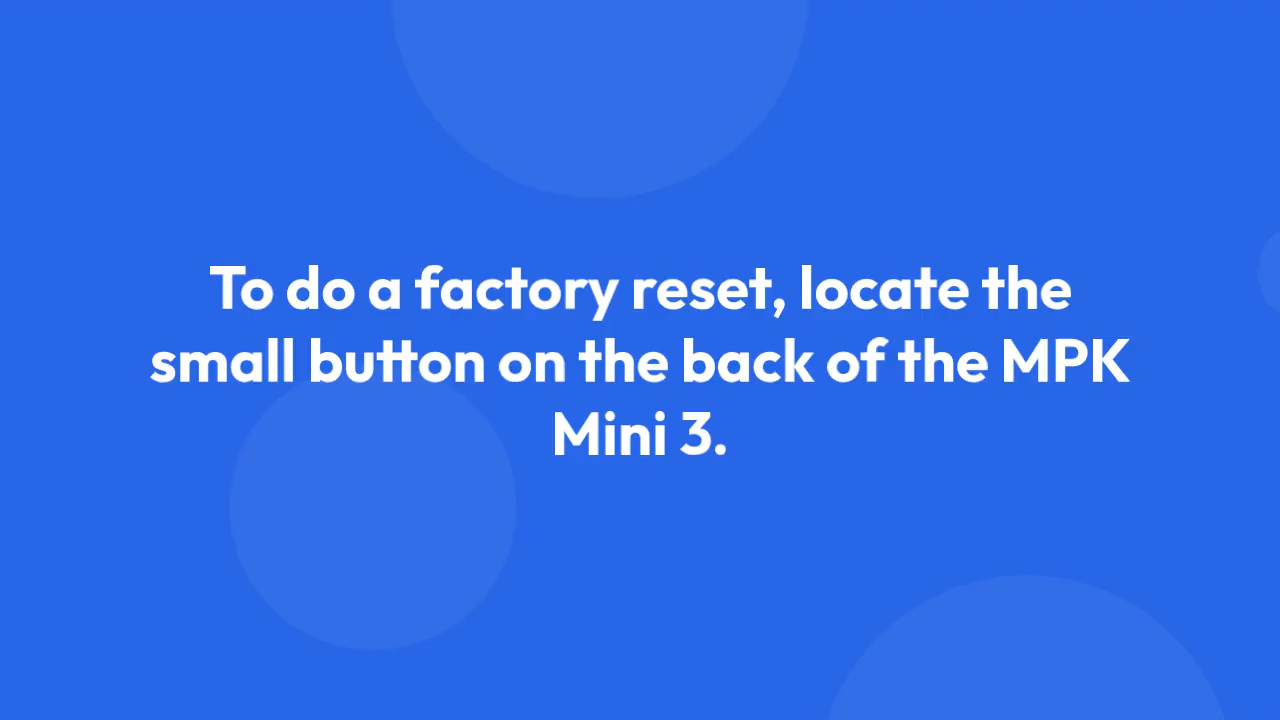 To do a factory reset, locate the
small button on the back of the MPK
Mini 3.